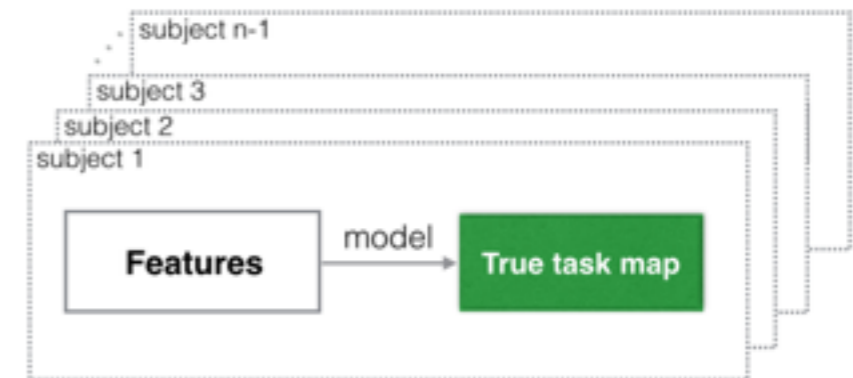 subject n-1
subject 3
subject 2
subject 1
model
Features
True task map